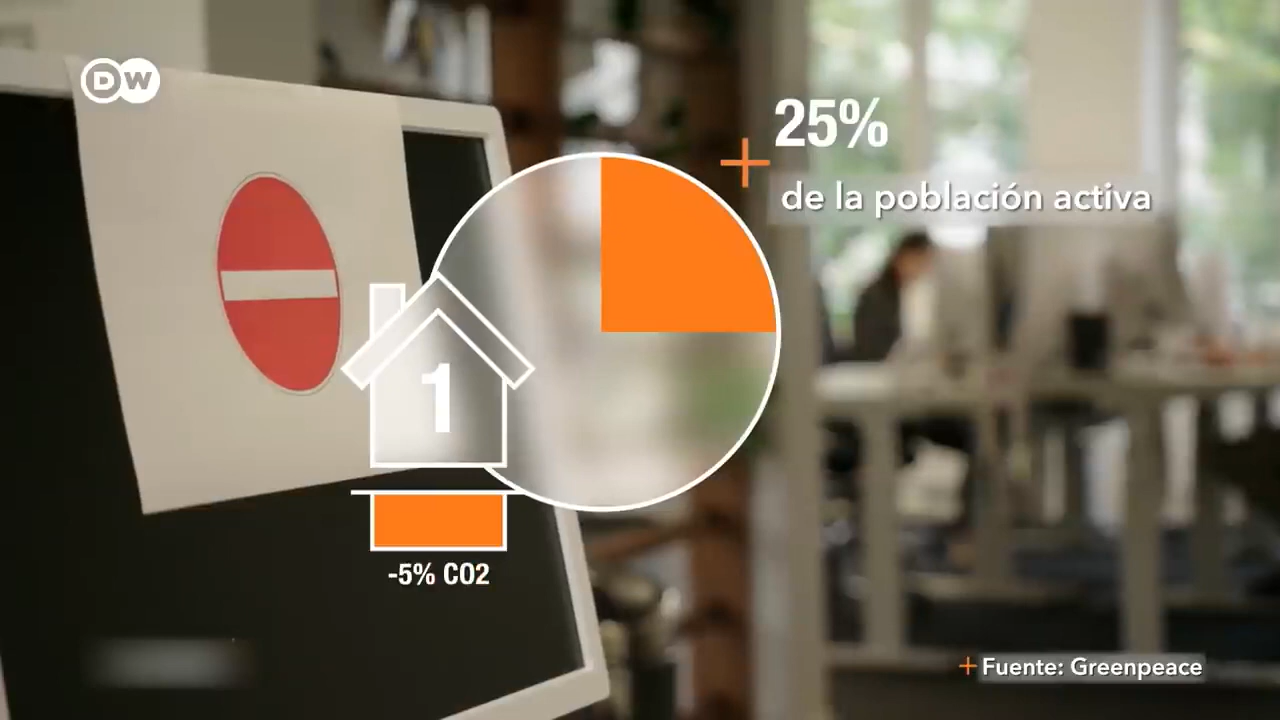 DW
25%
de la población activa
1
-5% CO2
Fuente: Greenpeace